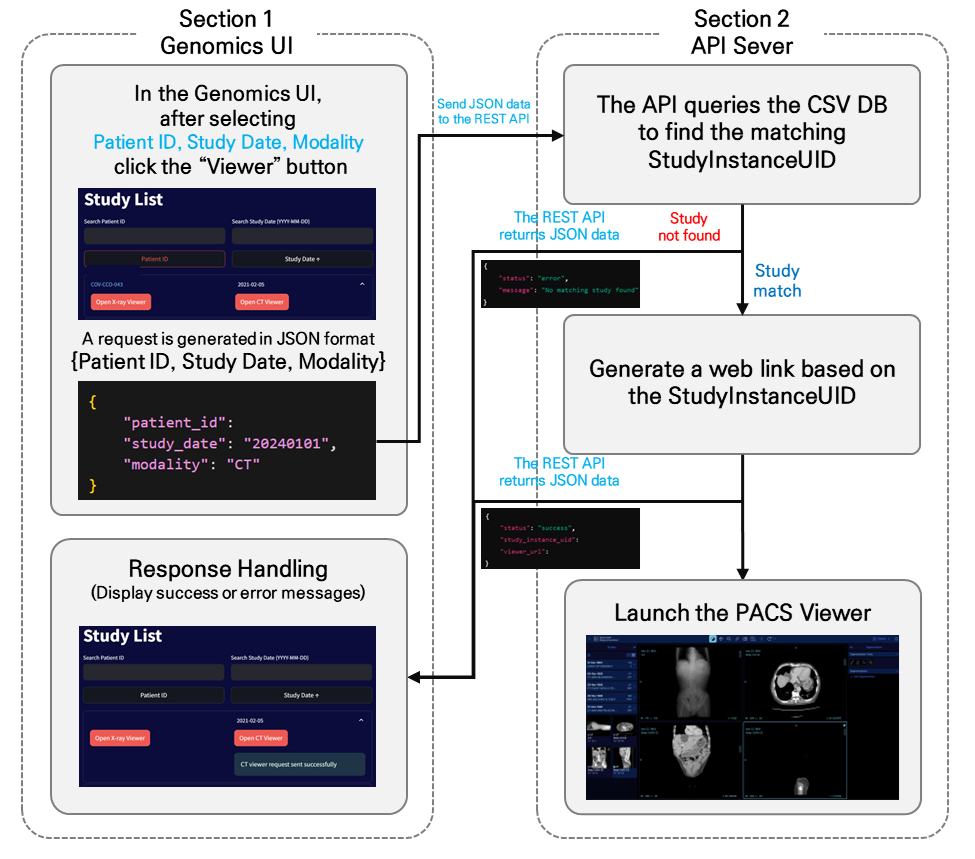 Section 1
Genomics UI
In the Genomics UI,
after selecting
Patient ID, Study Date, Modality
click the “Viewer” button
Study List
Search Patient ID
Search Study Date (YYYY-MM-DD)
Patient ID
Study Date ↑
COV-CCO-043
2021-02-05
Open X-ray Viewer
Open CT Viewer
A request is generated in JSON format
{Patient ID, Study Date, Modality}
{
"patient_id":
"study_date": "20240101",
"modality": "CT"
}
Response Handling
(Display success or error messages)
Study List
Search Patient ID
Search Study Date (YYYY-MM-DD)
Patient ID
Study Date ↑
2021-02-05
Open X-ray Viewer
Open CT Viewer
CT viewer request sent successfully
Send JSON data
to the REST API
Section 2
API Sever
The API queries the CSV DB
to find the matching
StudyInstanceUID
The REST API
returns JSON data
Study
not found
{
"status": "error",
"message": "No matching study found"
}
Study
match
Generate a web link based on
the StudyInstanceUID
The REST API
returns JSON data
{
"status": "success",
"study_instance_uid":
"viewer_url":
}
Launch the PACS Viewer